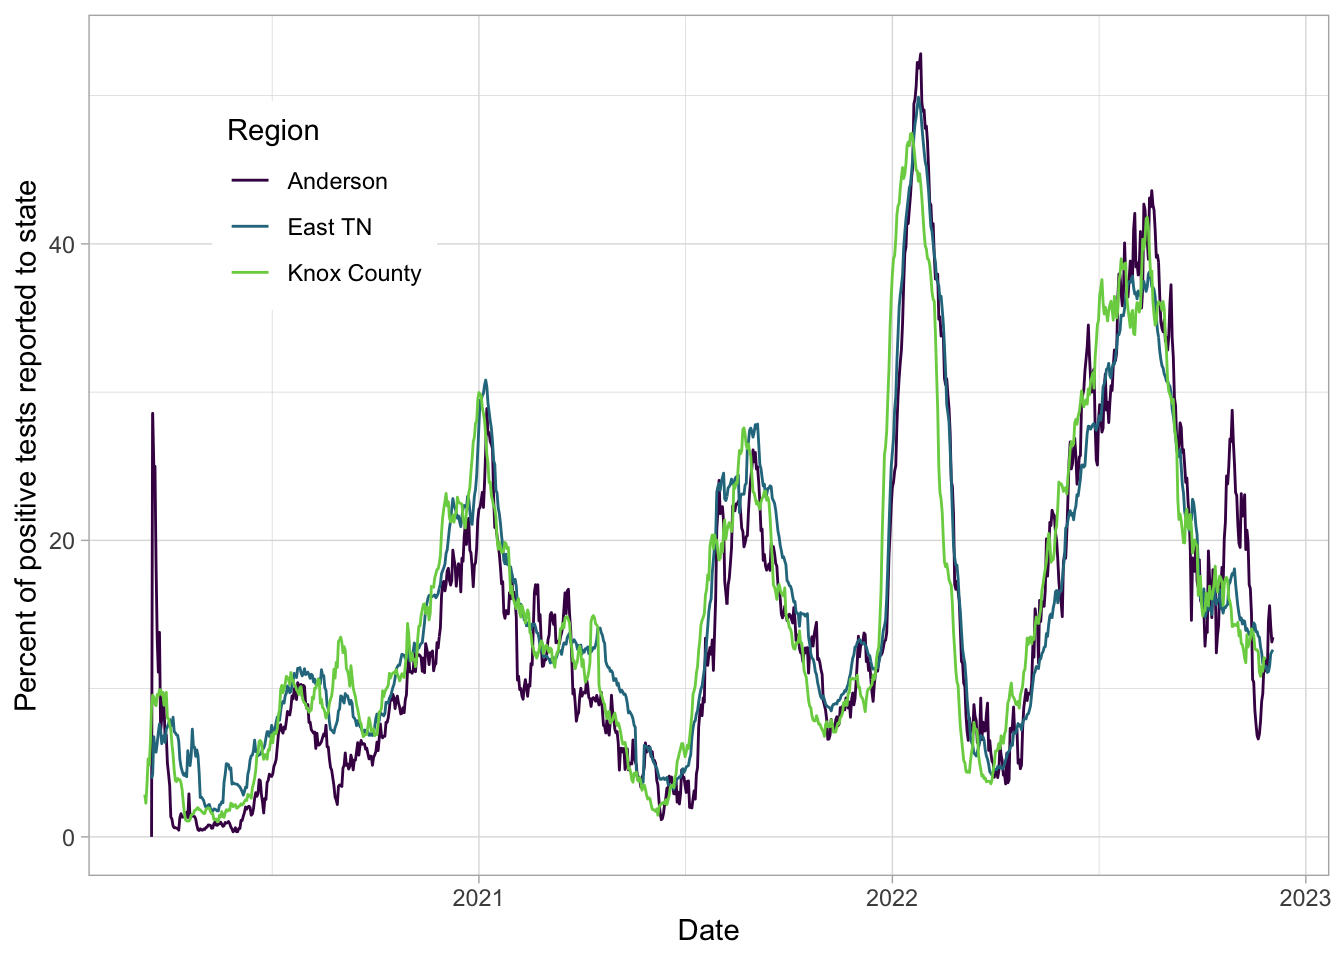 Region
Anderson
East TN
Knox County
Percent of positive tests reported to state
40
20
0
2021
2022
2023
Date